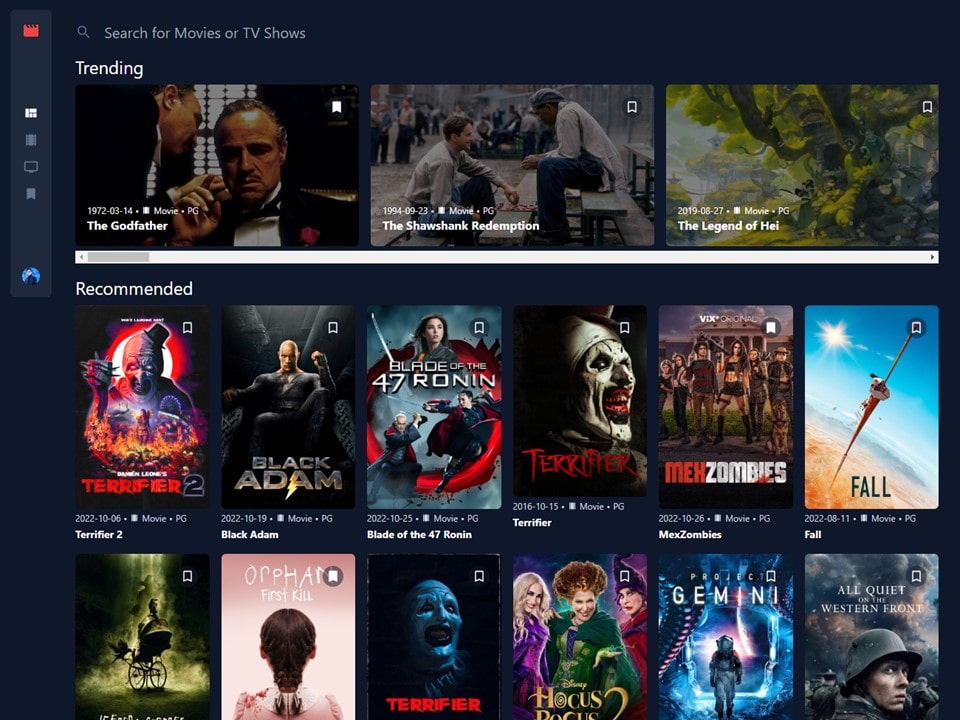 Search for Movies or TV Shows
Trending
1972-03-14 • Movie • PG
The Godfather
1994-09-23 • Movie • PG
The Shawshank Redemption
2019-08-27 • Movie • PG
The Legend of Hei
Recommended
DAMIEN LEONE'S
TERRIFIER 2
2022-10-06 • Movie • PG
Terrifier 2
BLACK
ADAM
2022-10-19 • Movie • PG
Black Adam
BLADE OF THE
47 RONIN
2022-10-25 • Movie • PG
Blade of the 47 Ronin
TERRIFIER
2016-10-15 • Movie • PG
Terrifier
ViX+ ORIGINAL
MEXZOMBIES
2022-10-26 • Movie • PG
MexZombies
FALL
2022-08-11 • Movie • PG
Fall
ORPHAN
FIRST KILL
TERRIFIER
Disney
HOCUS
POCUS 2
PROJECT
GEMINI
ALL QUIET
ON THE
WESTERN FRONT